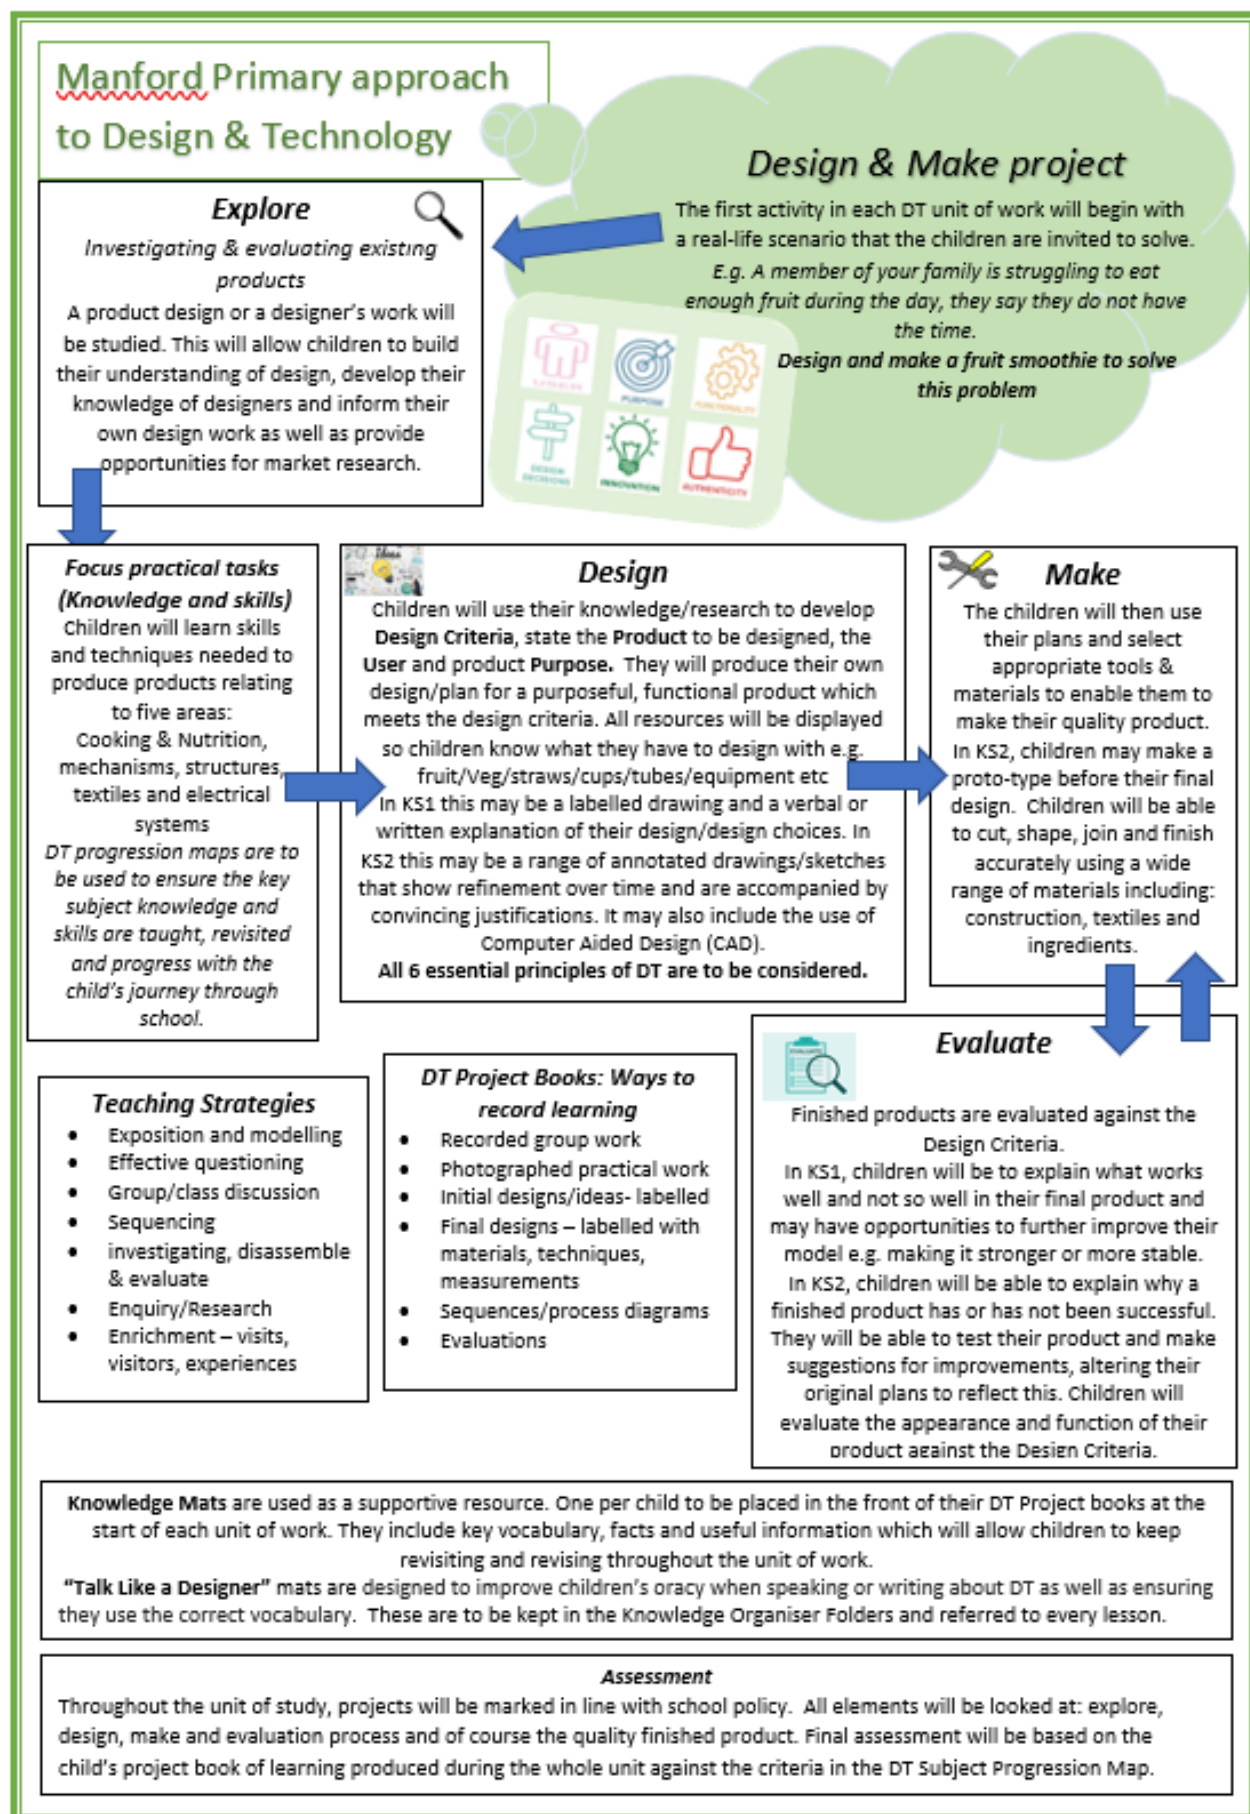 Manford Primary approach
to Design & Technology
Design & Make project
The first activity in each DT unit of work will begin with
a real-life scenario that the children are invited to solve.
E.g. A member of your family is struggling to eat
enough fruit during the day, they say they do not have
the time.
Design and make a fruit smoothie to solve
this problem
Explore
Investigating & evaluating existing
products
A product design or a designer's work will
be studied. This will allow children to build
their understanding of design, develop their
knowledge of designers and inform their
own design work as well as provide
opportunities for market research.
PURPOSE
FUNCTIONALITY
DESIGN
DECISIONS
INNOVATION
AUTHENTICITY
Focus practical tasks
(Knowledge and skills)
Children will learn skills
and techniques needed to
produce products relating
to five areas:
Cooking & Nutrition,
mechanisms, structures,
textiles and electrical
systems
DT progression maps are to
be used to ensure the key
subject knowledge and
skills are taught, revisited
and progress with the
child's journey through
school.
Ideas
Design
Children will use their knowledge/research to develop
Design Criteria, state the Product to be designed, the
User and product Purpose. They will produce their own
design/plan for a purposeful, functional product which
meets the design criteria. All resources will be displayed
so children know what they have to design with e.g.
fruit/Veg/straws/cups/tubes/equipment etc
In KS1 this may be a labelled drawing and a verbal or
written explanation of their design/design choices. In
KS2 this may be a range of annotated drawings/sketches
that show refinement over time and are accompanied by
convincing justifications. It may also include the use of
Computer Aided Design (CAD).
All 6 essential principles of DT are to be considered.
Make
The children will then use
their plans and select
appropriate tools &
materials to enable them to
make their quality product.
In KS2, children may make a
proto-type before their final
design. Children will be able
to cut, shape, join and finish
accurately using a wide
range of materials including:
construction, textiles and
ingredients.
Teaching Strategies
• Exposition and modelling
• Effective questioning
• Group/class discussion
• Sequencing
• investigating, disassemble
& evaluate
• Enquiry/Research
• Enrichment – visits,
visitors, experiences
DT Project Books: Ways to
record learning
• Recorded group work
• Photographed practical work
• Initial designs/ideas- labelled
• Final designs – labelled with
materials, techniques,
measurements
• Sequences/process diagrams
• Evaluations
EVALUATE
Evaluate
Finished products are evaluated against the
Design Criteria.
In KS1, children will be to explain what works
well and not so well in their final product and
may have opportunities to further improve their
model e.g. making it stronger or more stable.
In KS2, children will be able to explain why a
finished product has or has not been successful.
They will be able to test their product and make
suggestions for improvements, altering their
original plans to reflect this. Children will
evaluate the appearance and function of their
product against the Design Criteria.
Knowledge Mats are used as a supportive resource. One per child to be placed in the front of their DT Project books at the
start of each unit of work. They include key vocabulary, facts and useful information which will allow children to keep
revisiting and revising throughout the unit of work.
"Talk Like a Designer" mats are designed to improve children's oracy when speaking or writing about DT as well as ensuring
they use the correct vocabulary. These are to be kept in the Knowledge Organiser Folders and referred to every lesson.
Assessment
Throughout the unit of study, projects will be marked in line with school policy. All elements will be looked at: explore,
design, make and evaluation process and of course the quality finished product. Final assessment will be based on the
child's project book of learning produced during the whole unit against the criteria in the DT Subject Progression Map.